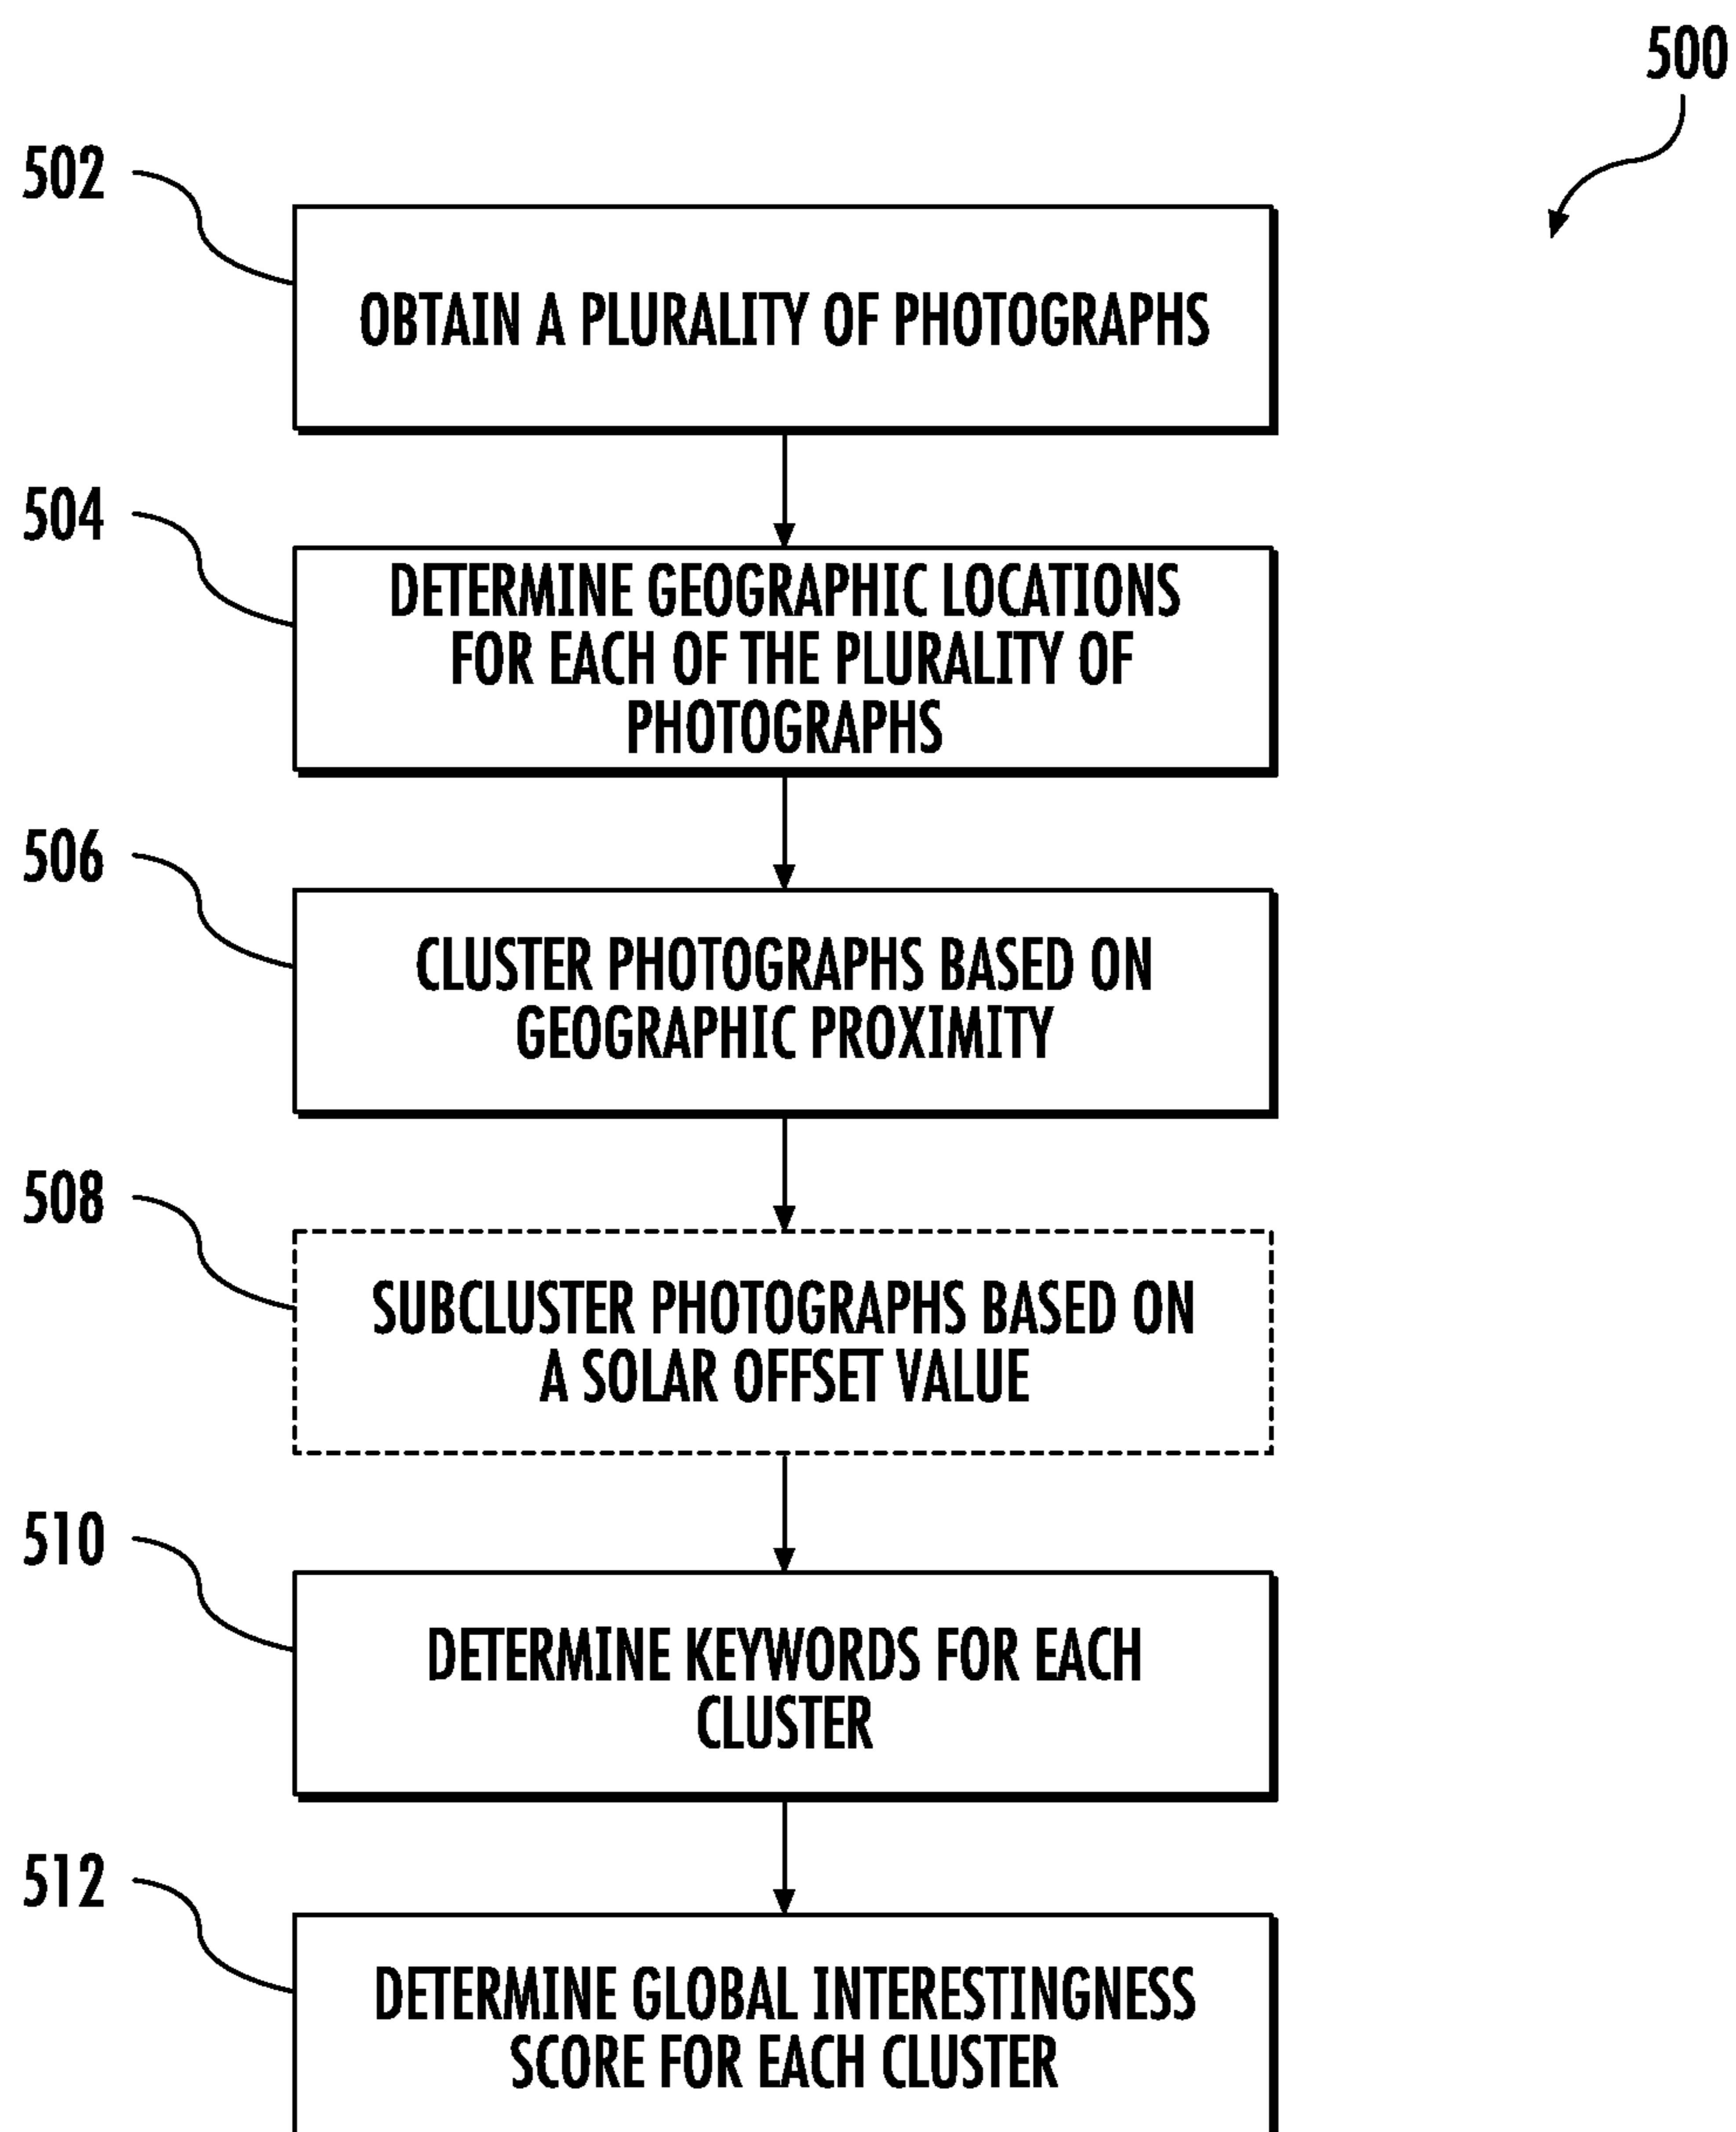 500
502
OBTAIN A PLURALITY OF PHOTOGRAPHS
504
DETERMINE GEOGRAPHIC LOCATIONS
FOR EACH OF THE PLURALITY OF
PHOTOGRAPHS
506
CLUSTER PHOTOGRAPHS BASED ON
GEOGRAPHIC PROXIMITY
508
SUBCLUSTER PHOTOGRAPHS BASED ON
A SOLAR OFFSET VALUE
510
DETERMINE KEYWORDS FOR EACH
CLUSTER
512
DETERMINE GLOBAL INTERESTINGNESS
SCORE FOR EACH CLUSTER